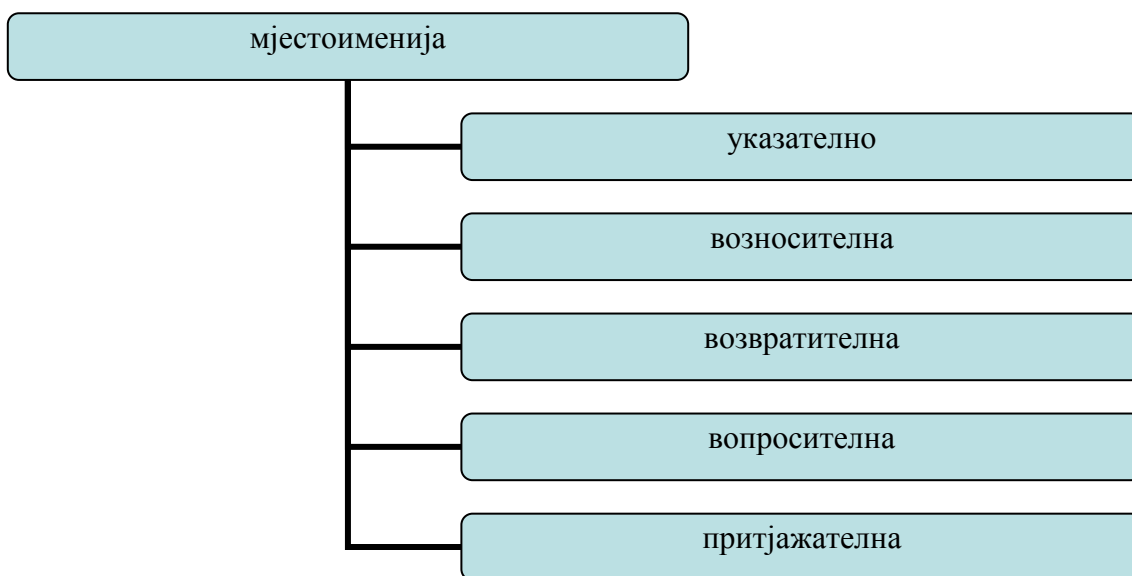 мјестоименија
указателно
возносителна
возвратителна
вопросителна
притјажателна